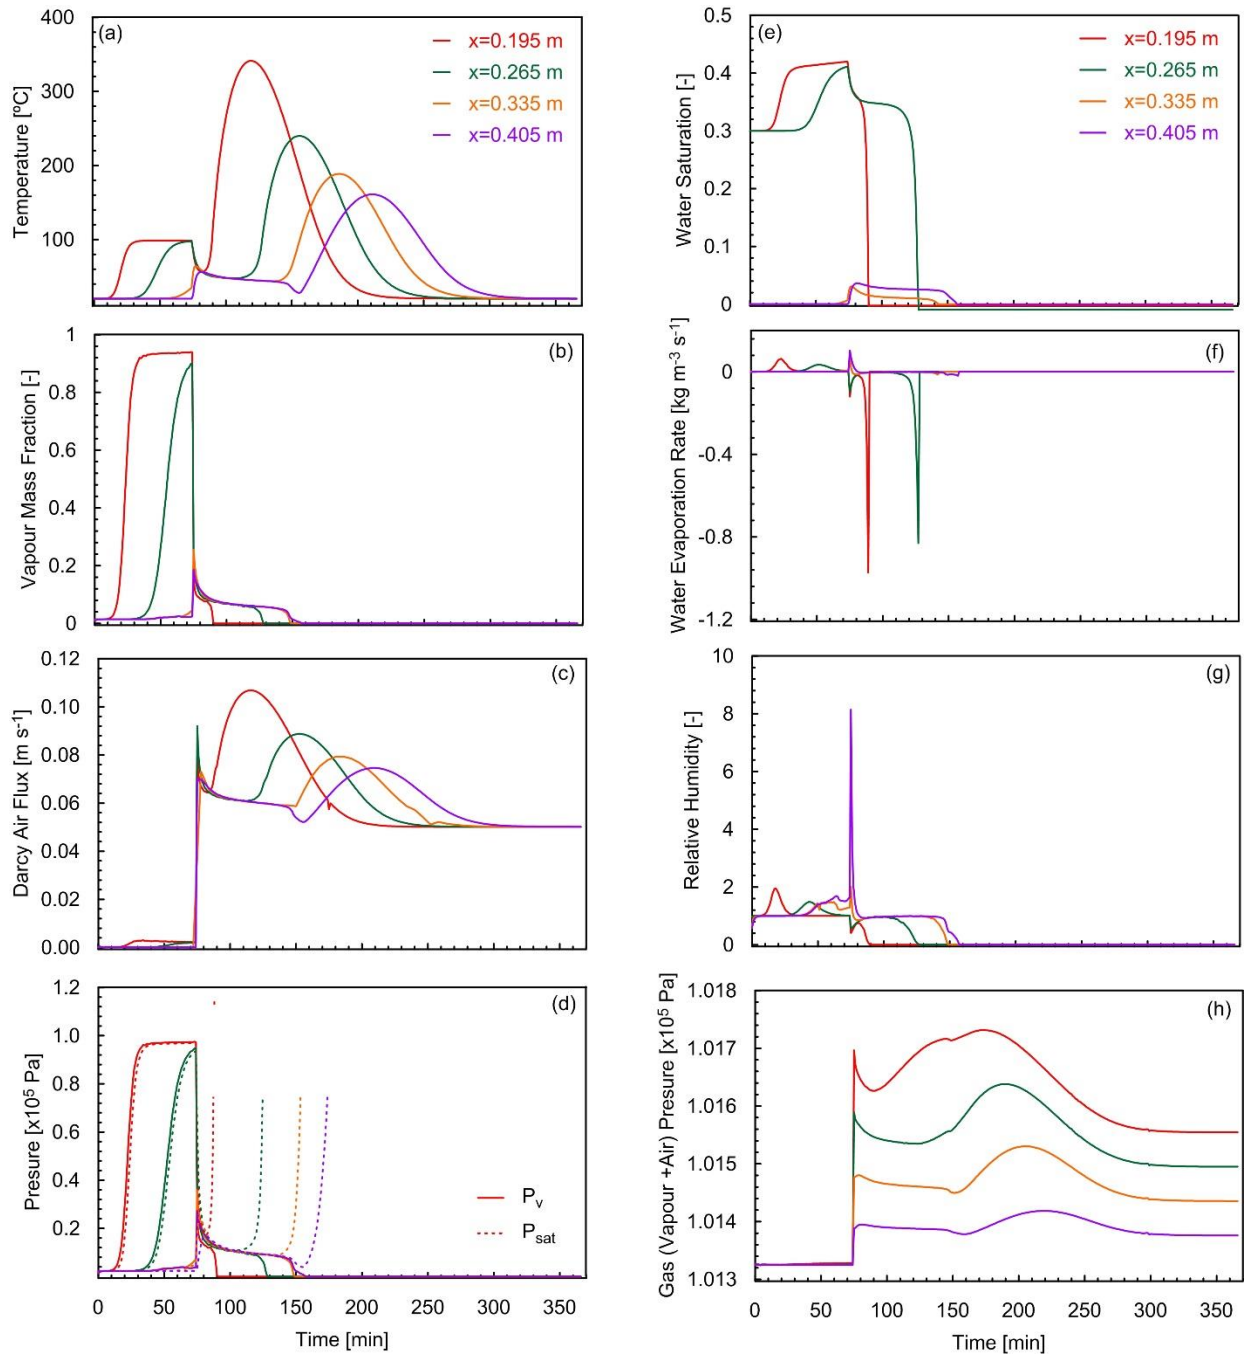 (a)
400
300
200
100
Temperature [ºC]
x=0.195 m
x=0.265 m
x=0.335 m
x=0.405 m
(b)
1
0.8
0.6
0.4
0.2
0
Vapour Mass Fraction [-]
(c)
0.12
0.10
0.08
0.06
0.04
0.02
0.00
Darcy Air Flux [m s-1]
(d)
1.2
1.0
0.8
0.6
0.4
0.2
Presure [x10⁵ Pa]
Pv
Psat
0 50 100 150 200 250 300 350
Time [min]
(e)
0.5
0.4
0.3
0.2
0.1
0
Water Saturation [-]
x=0.195 m
x=0.265 m
x=0.335 m
x=0.405 m
(f)
0
-0.4
-0.8
-1.2
Water Evaporation Rate [kg m-3 s-1]
(g)
10
8
6
4
2
0
Relative Humidity [-]
(h)
1.018
1.017
1.016
1.015
1.014
1.013
Gas (Vapour +Air) Presure [x10⁵ Pa]
0 50 100 150 200 250 300 350
Time [min]